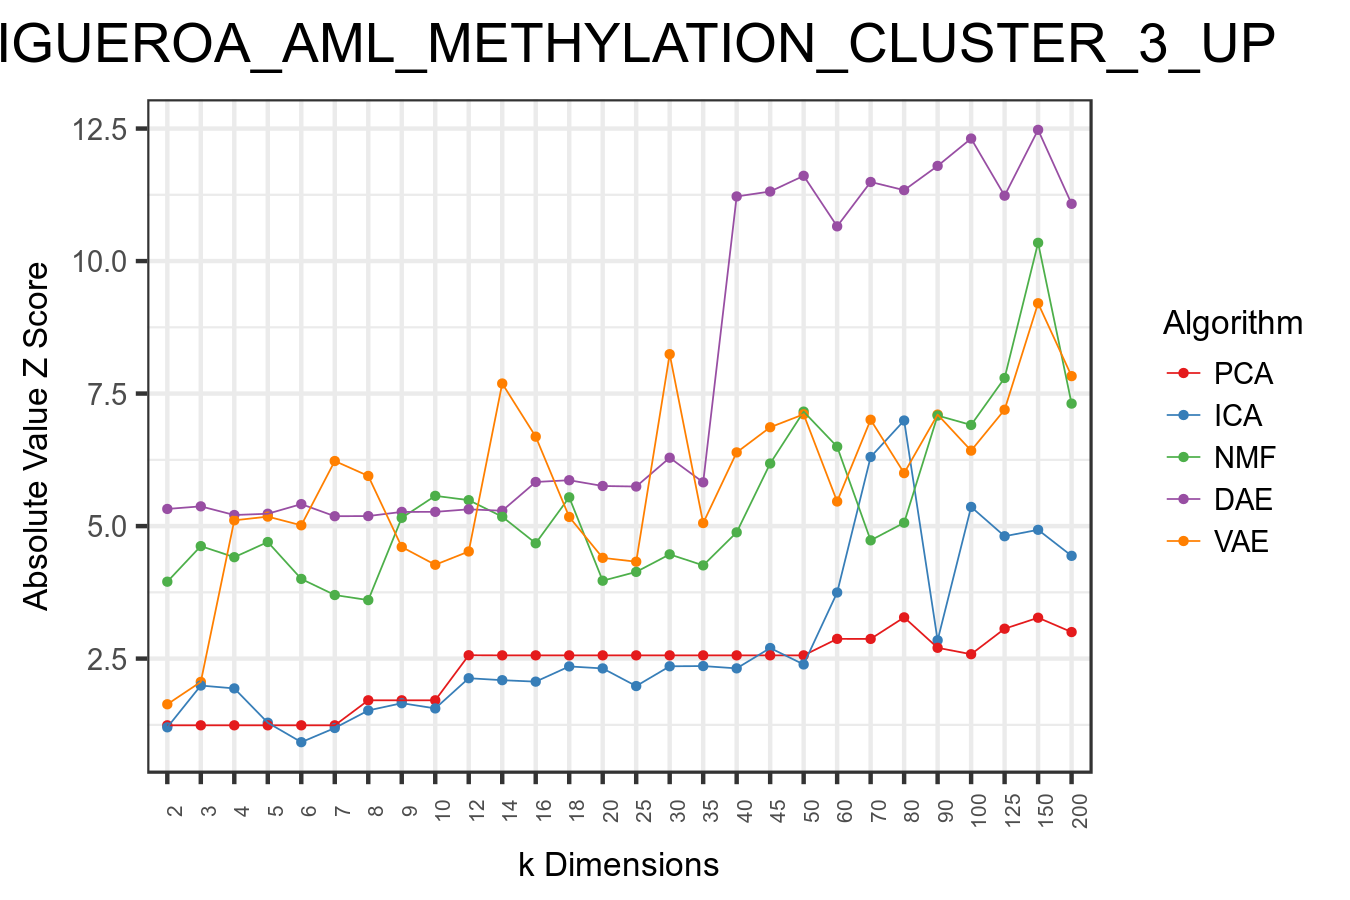 IGUEROA_AML_METHYLATION_CLUSTER_3_UP
12.5
10.0
7.5
5.0
2.5
Absolute Value Z Score
2 3 4 5 6 7 8 9 10 12 14 16 18 20 25 30 35 40 45 50 60 70 80 90 100 125 150 200
k Dimensions
Algorithm
PCA
ICA
NMF
DAE
VAE